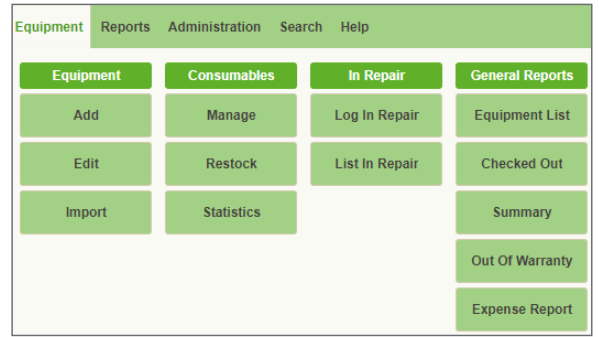 Equipment Reports Administration Search Help
Equipment Consumables In Repair General Reports
Add Manage Log In Repair Equipment List
Edit Restock List In Repair Checked Out
Import Statistics Summary
Out Of Warranty
Expense Report